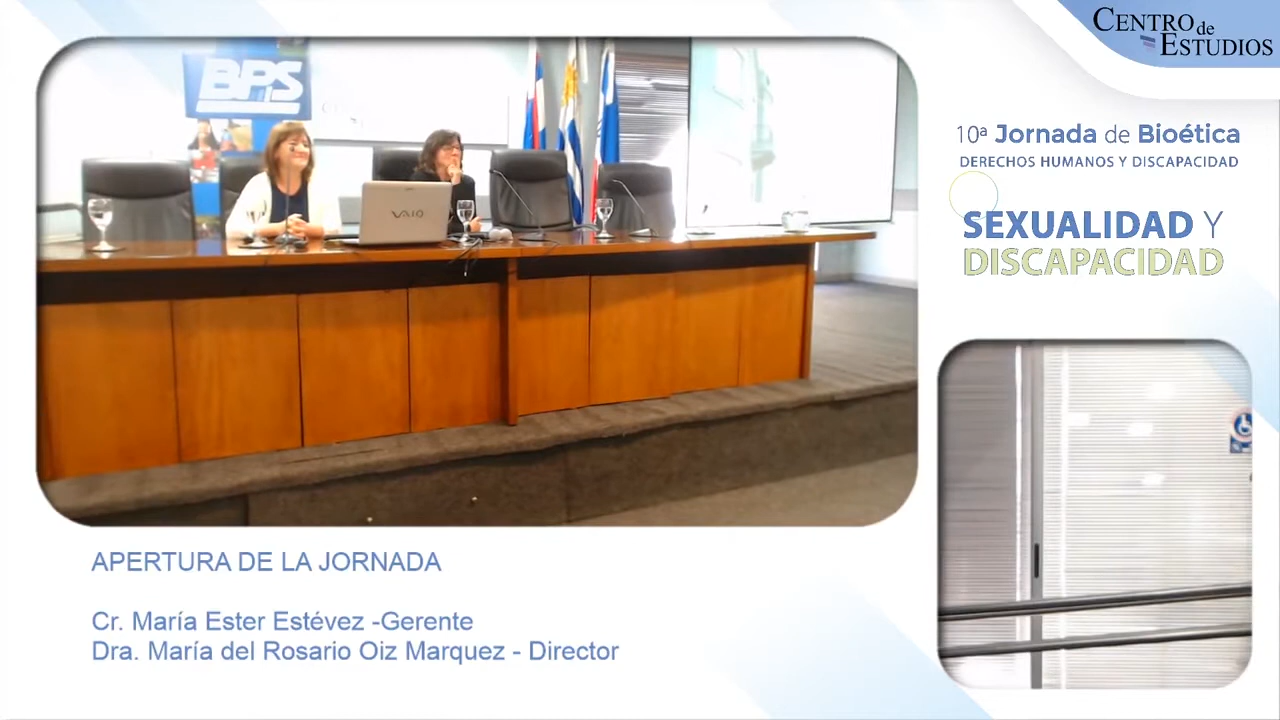 CENTRO de
ESTUDIOS
10ª Jornada de Bioética
DERECHOS HUMANOS Y DISCAPACIDAD
SEXUALIDAD Y
DISCAPACIDAD
BPS
VAIO
APERTURA DE LA JORNADA
Cr. María Ester Estévez -Gerente
Dra. María del Rosario Oiz Marquez - Director